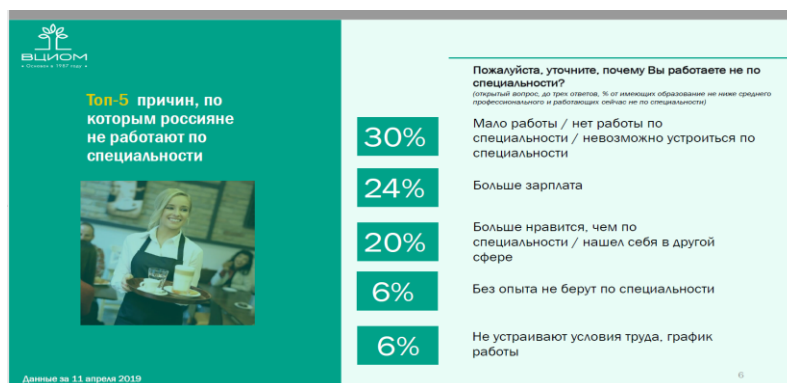 ВЦИОМ
• Основан в 1987 году •
Топ-5 причин, по
которым россияне
не работают по
специальности
Данные за 11 апреля 2019
Пожалуйста, уточните, почему Вы работаете не по
специальности?
(открытый вопрос, до трех ответов, % от имеющих образование не ниже среднего
профессионального и работающих сейчас не по специальности)
30%
Мало работы / нет работы по
специальности / невозможно устроиться по
специальности
24%
Больше зарплата
20%
Больше нравится, чем по
специальности / нашел себя в другой
сфере
6%
Без опыта не берут по специальности
6%
Не устраивают условия труда, график
работы
6